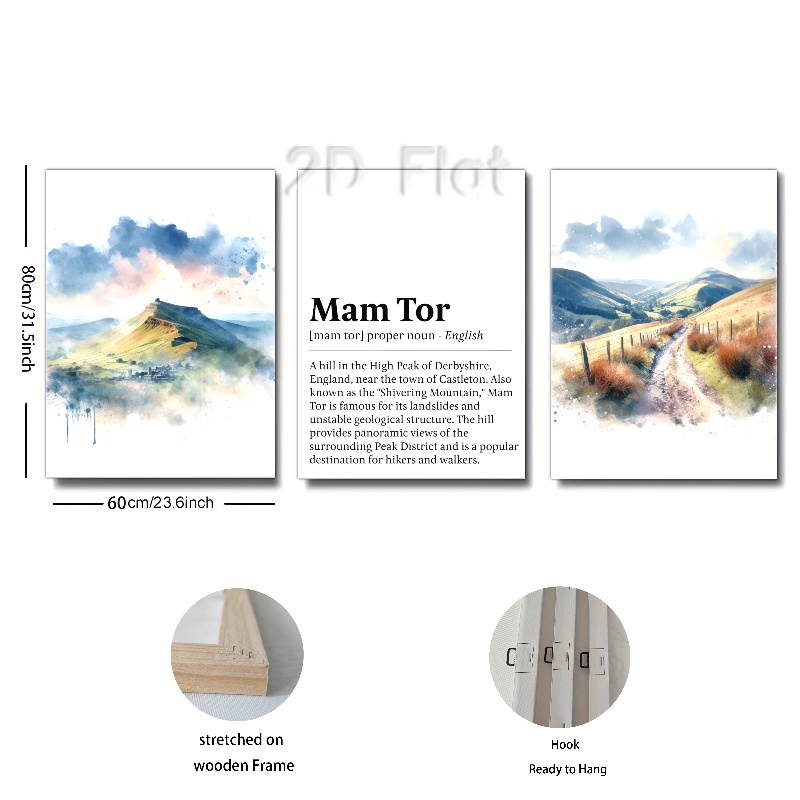 2D Flat
80cm/31.5inch
Mam Tor
[mam tor] proper noun - English
A hill in the High Peak of Derbyshire,
England, near the town of Castleton. Also
known as the "Shivering Mountain," Mam
Tor is famous for its landslides and
unstable geological structure. The hill
provides panoramic views of the
surrounding Peak District and is a popular
destination for hikers and walkers.
60cm/23.6inch
stretched on
wooden Frame
Hook
Ready to Hang